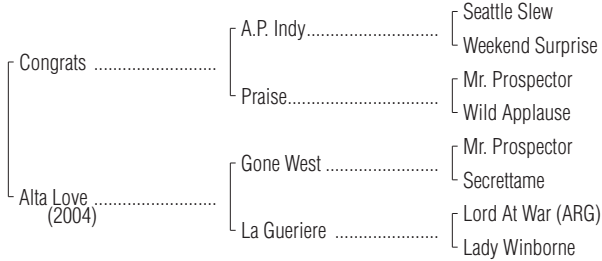 Seattle Slew
A.P. Indy..............................
Weekend Surprise
Congrats ...........................
Mr. Prospector
Praise.................................
Wild Applause
Mr. Prospector
Gone West .........................
Secrettame
Alta Love ...........................
(2004)
Lord At War (ARG)
La Gueriere .......................
Lady Winborne